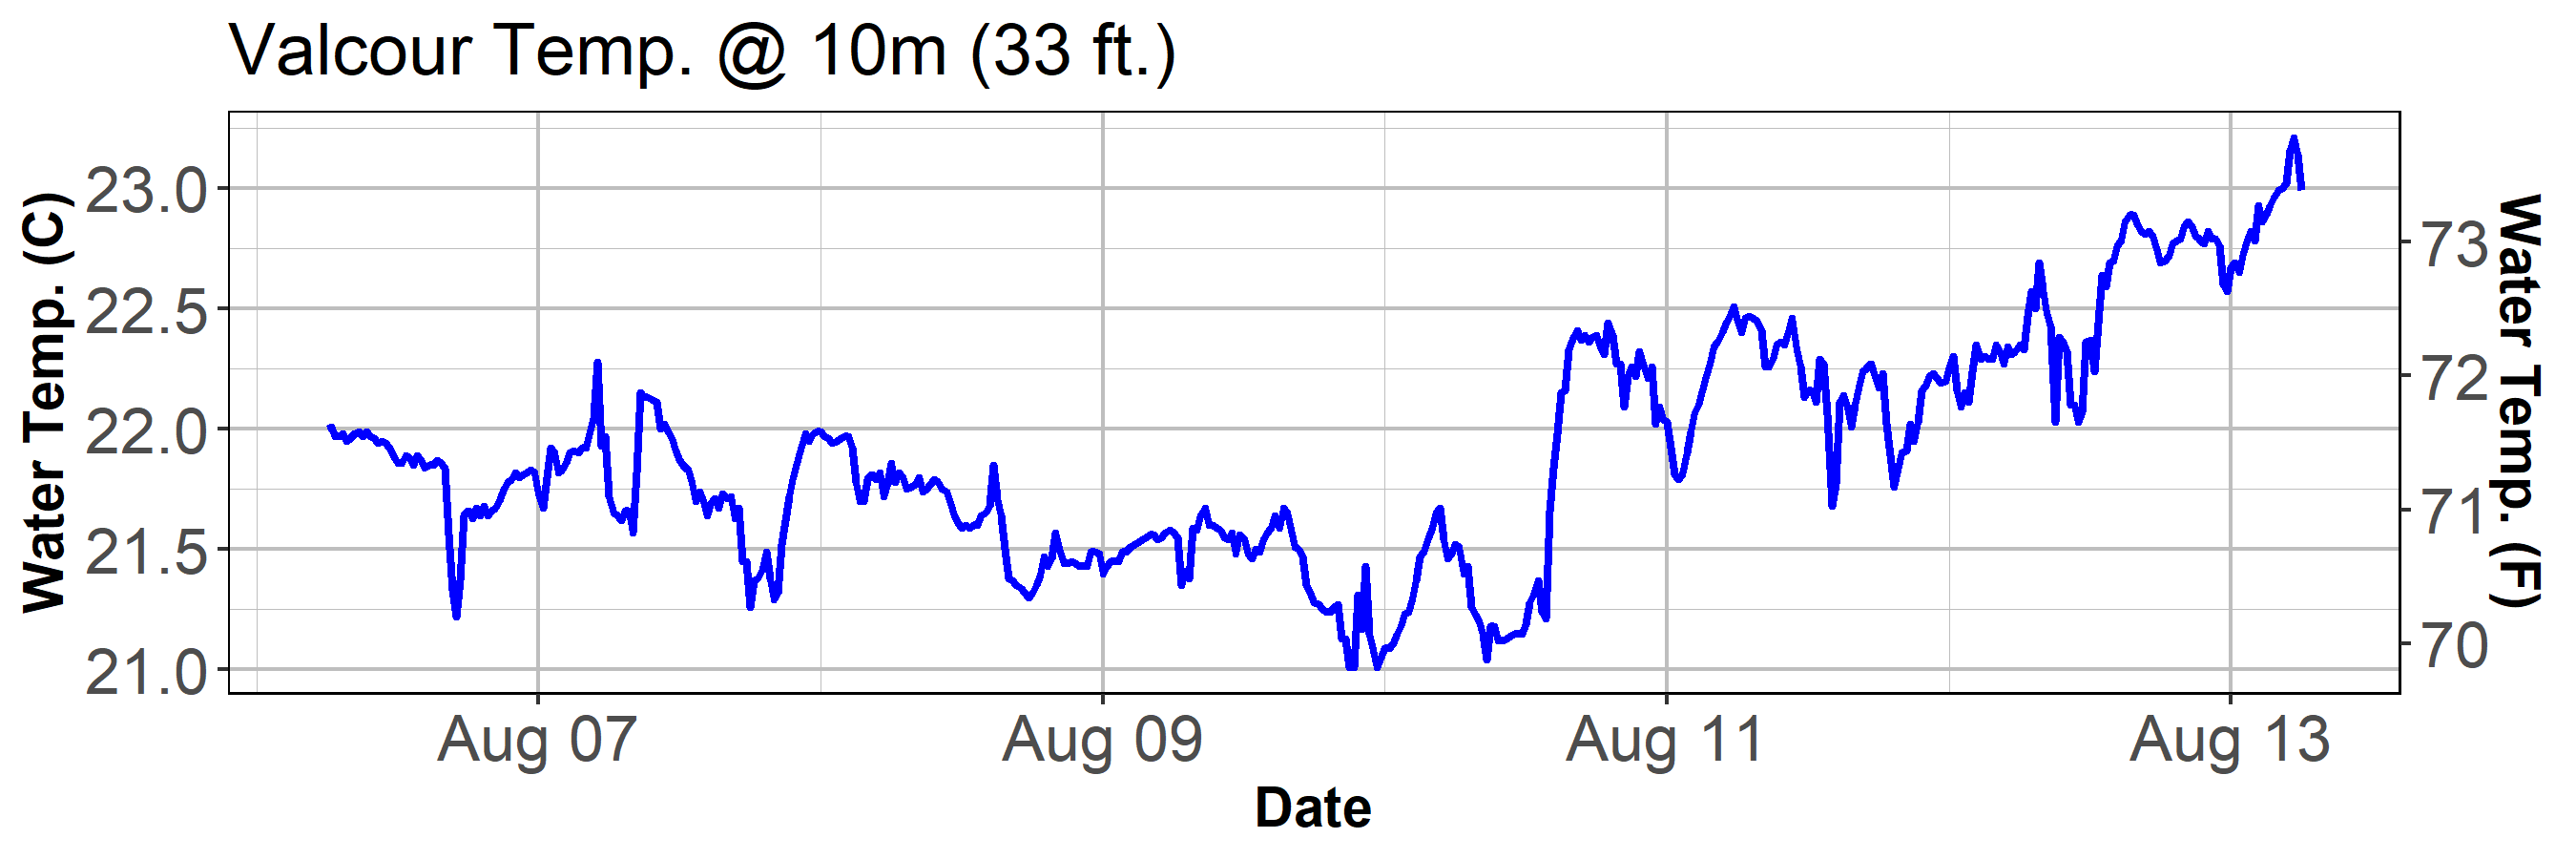 Valcour Temp. @ 10m (33 ft.)
Water Temp. (C)
23.0
22.5
22.0
21.5
21.0
73
72
71
70
Water Temp. (F)
Aug 07
Aug 09
Aug 11
Aug 13
Date